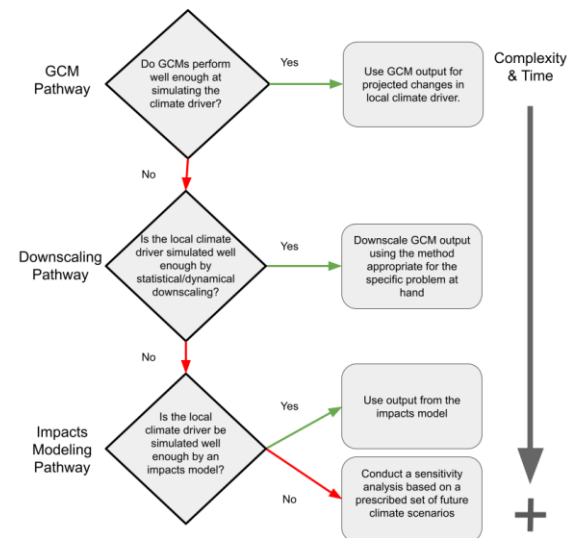 GCM
Pathway
Do GCMs perform
well enough at
simulating the
climate driver?
Yes
Use GCM output for
projected changes in
local climate driver.
Complexity
& Time
No
Downscaling
Pathway
Is the local climate
driver simulated well
enough by
statistical/dynamical
downscaling?
Yes
Downscale GCM output
using the method
appropriate for the
specific problem at
hand
No
Impacts
Modeling
Pathway
Is the local
climate driver be
simulated well
enough by an
impacts model?
Yes
Use output from the
impacts model
No
Conduct a sensitivity
analysis based on a
prescribed set of future
climate scenarios
+